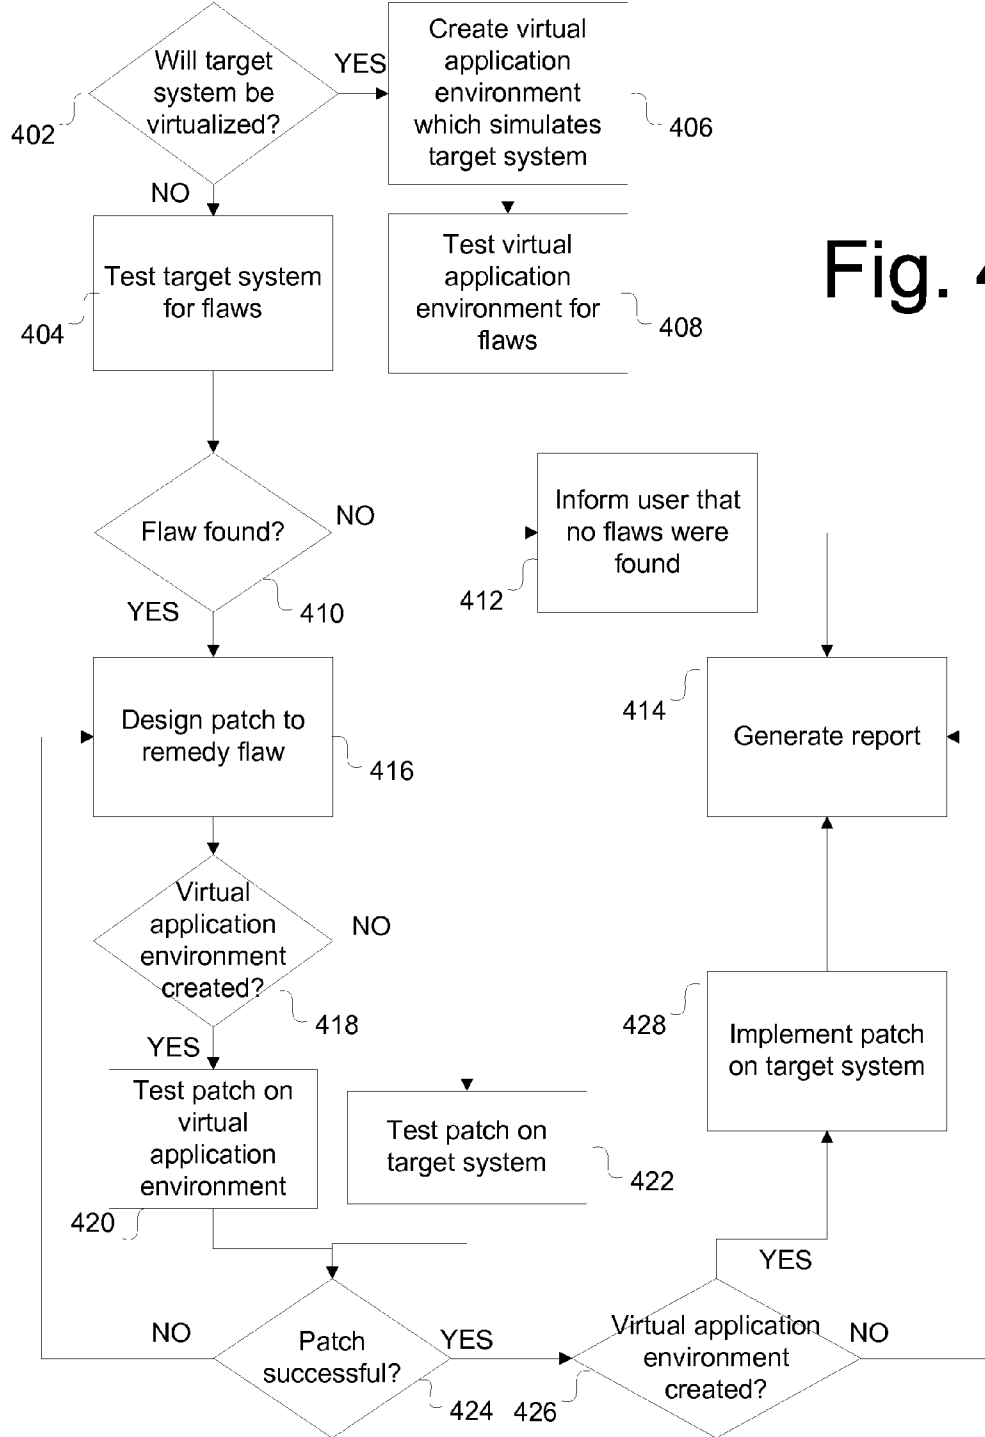 Will target
system be
virtualized?
YES
402
NO
Create virtual
application
environment
which simulates
target system
406
Test target system
for flaws
404
Test virtual
application
environment for
flaws
408
Fig. 4
Flaw found?
NO
410
YES
Inform user that
no flaws were
found
412
Design patch to
remedy flaw
416
414
Generate report
Virtual
application
environment
created?
NO
418
YES
Test patch on
virtual
application
environment
420
Test patch on
target system
422
428
Implement patch
on target system
NO
Patch
successful?
YES
424
426
Virtual application
environment
created?
YES
NO